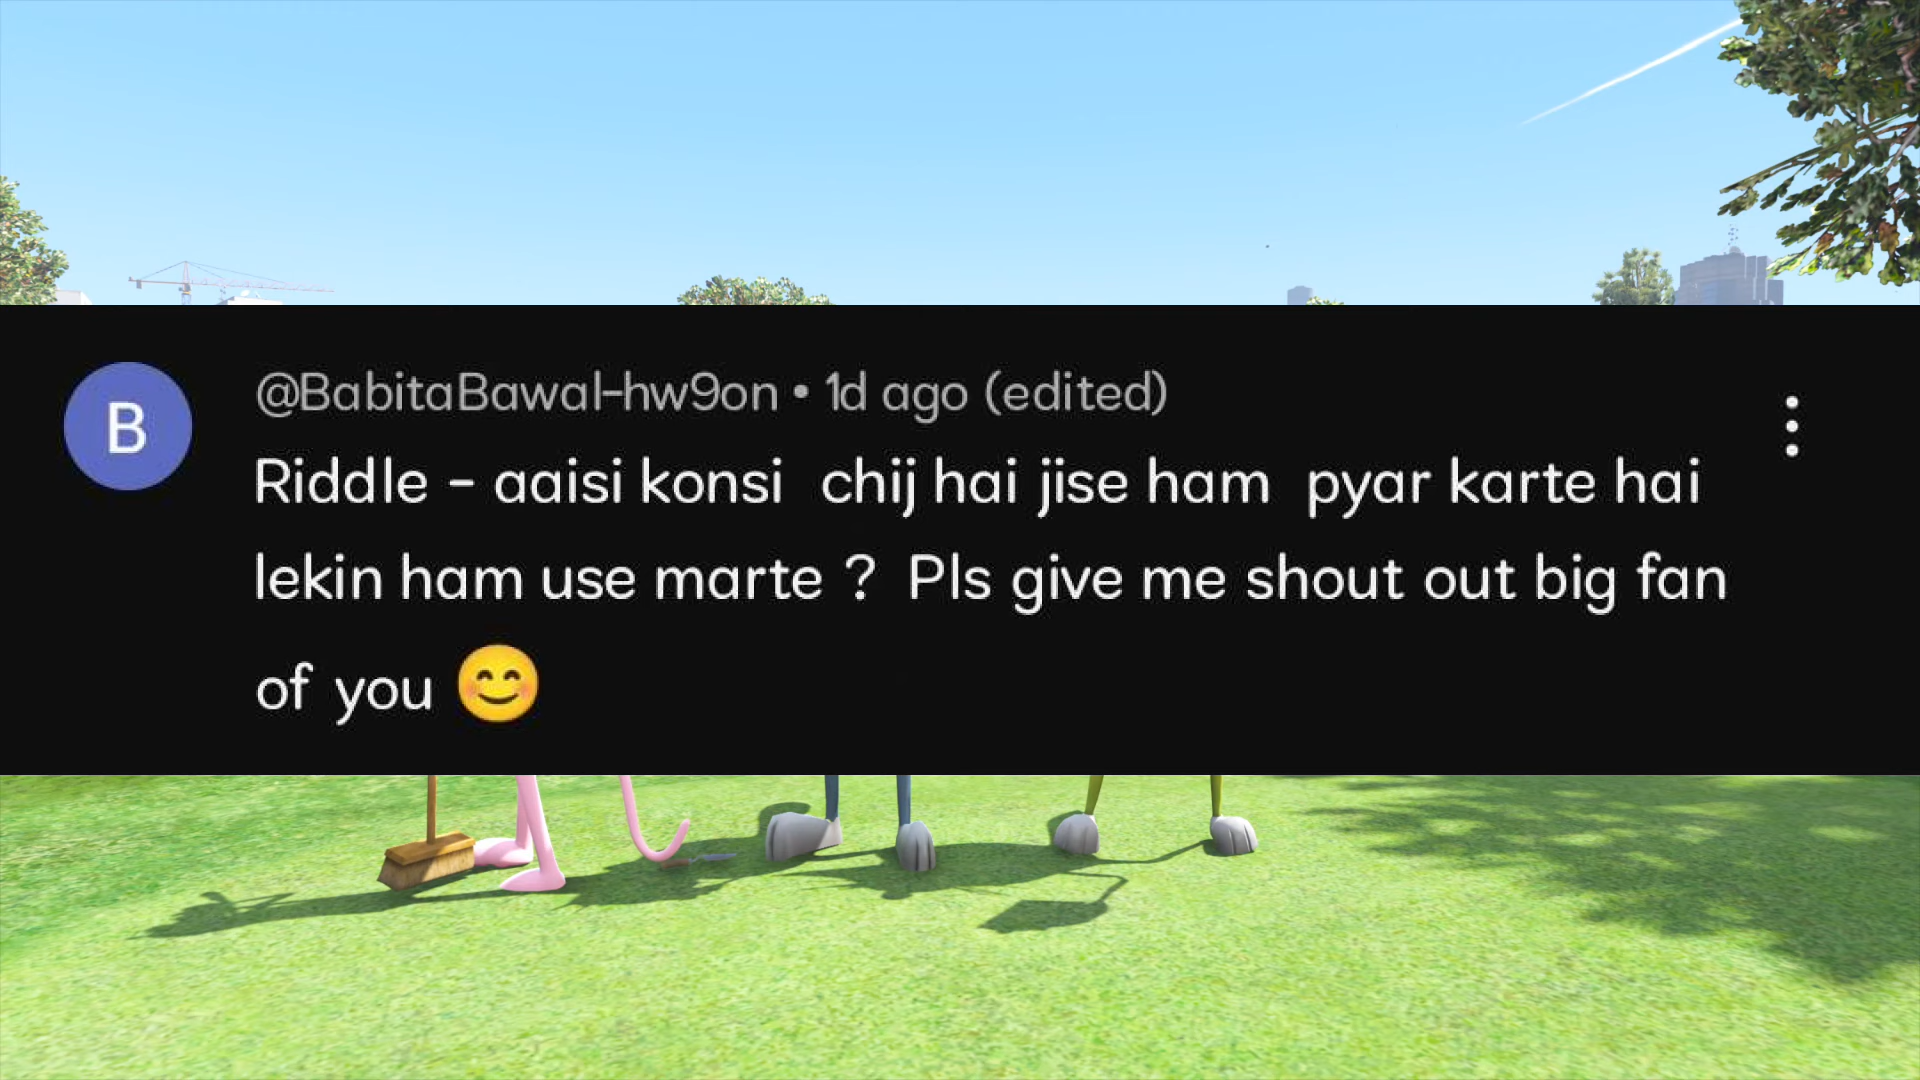 B
@BabitaBawal-hw9on • 1d ago (edited)
Riddle - aaisi konsi chij hai jise ham pyar karte hai
lekin ham use marte ? Pls give me shout out big fan
of you 😊